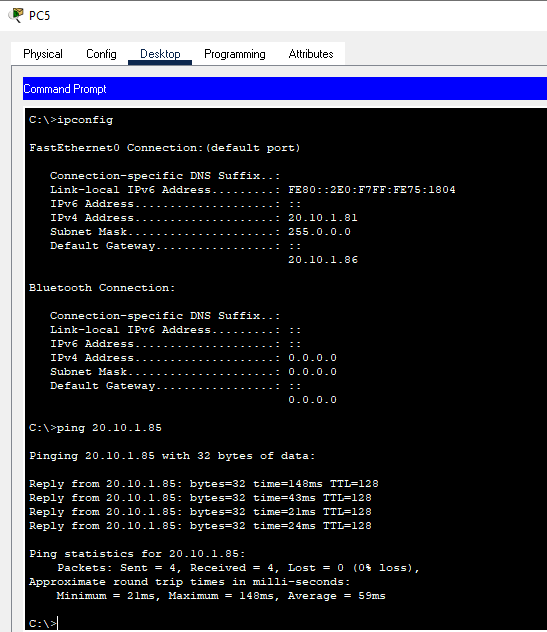 PC5
Physical Config Desktop Programming Attributes
Command Prompt
C:\>ipconfig
FastEthernet0 Connection:(default port)
Connection-specific DNS Suffix..:
Link-local IPv6 Address.........: FE80::2E0:F7FF:FE75:1804
IPv6 Address....................: ::
IPv4 Address....................: 20.10.1.81
Subnet Mask.....................: 255.0.0.0
Default Gateway.................: ::
20.10.1.86
Bluetooth Connection:
Connection-specific DNS Suffix..:
Link-local IPv6 Address.........: ::
IPv6 Address....................: ::
IPv4 Address....................: 0.0.0.0
Subnet Mask.....................: 0.0.0.0
Default Gateway.................: ::
0.0.0.0
C:\>ping 20.10.1.85
Pinging 20.10.1.85 with 32 bytes of data:
Reply from 20.10.1.85: bytes=32 time=148ms TTL=128
Reply from 20.10.1.85: bytes=32 time=43ms TTL=128
Reply from 20.10.1.85: bytes=32 time=21ms TTL=128
Reply from 20.10.1.85: bytes=32 time=24ms TTL=128
Ping statistics for 20.10.1.85:
Packets: Sent = 4, Received = 4, Lost = 0 (0% loss),
Approximate round trip times in milli-seconds:
Minimum = 21ms, Maximum = 148ms, Average = 59ms
C:\>